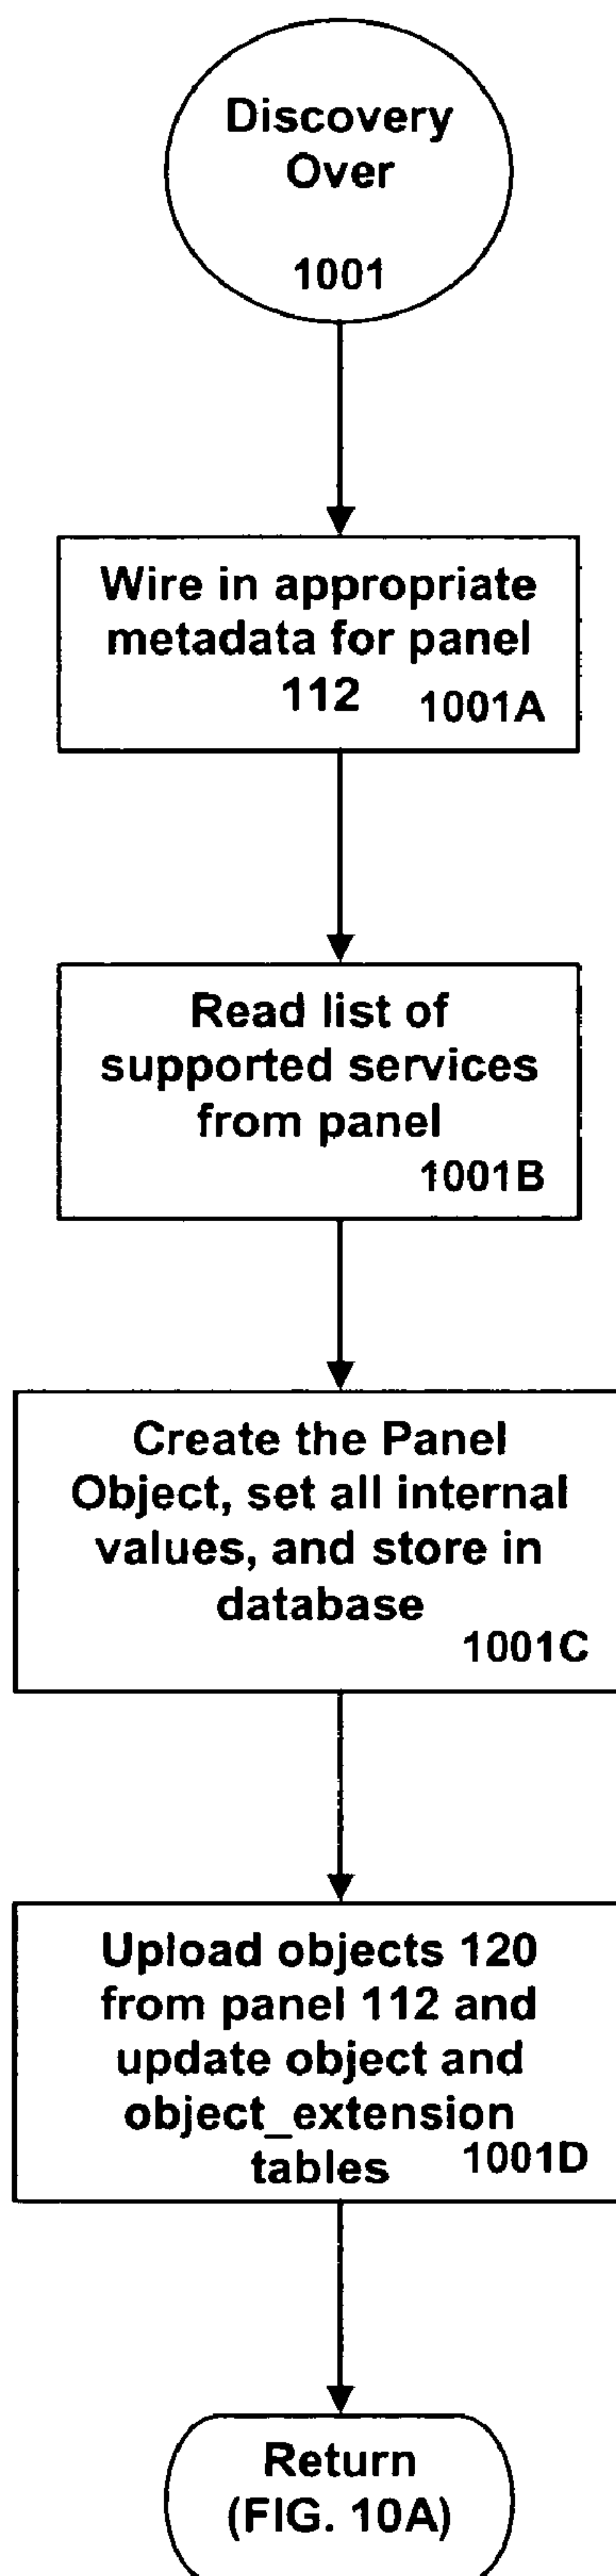 Discovery
Over
1001
Wire in appropriate
metadata for panel
112 1001A
Read list of
supported services
from panel
1001B
Create the Panel
Object, set all internal
values, and store in
database
1001C
Upload objects 120
from panel 112 and
update object and
object_extension
tables 1001D
Return
(FIG. 10A)